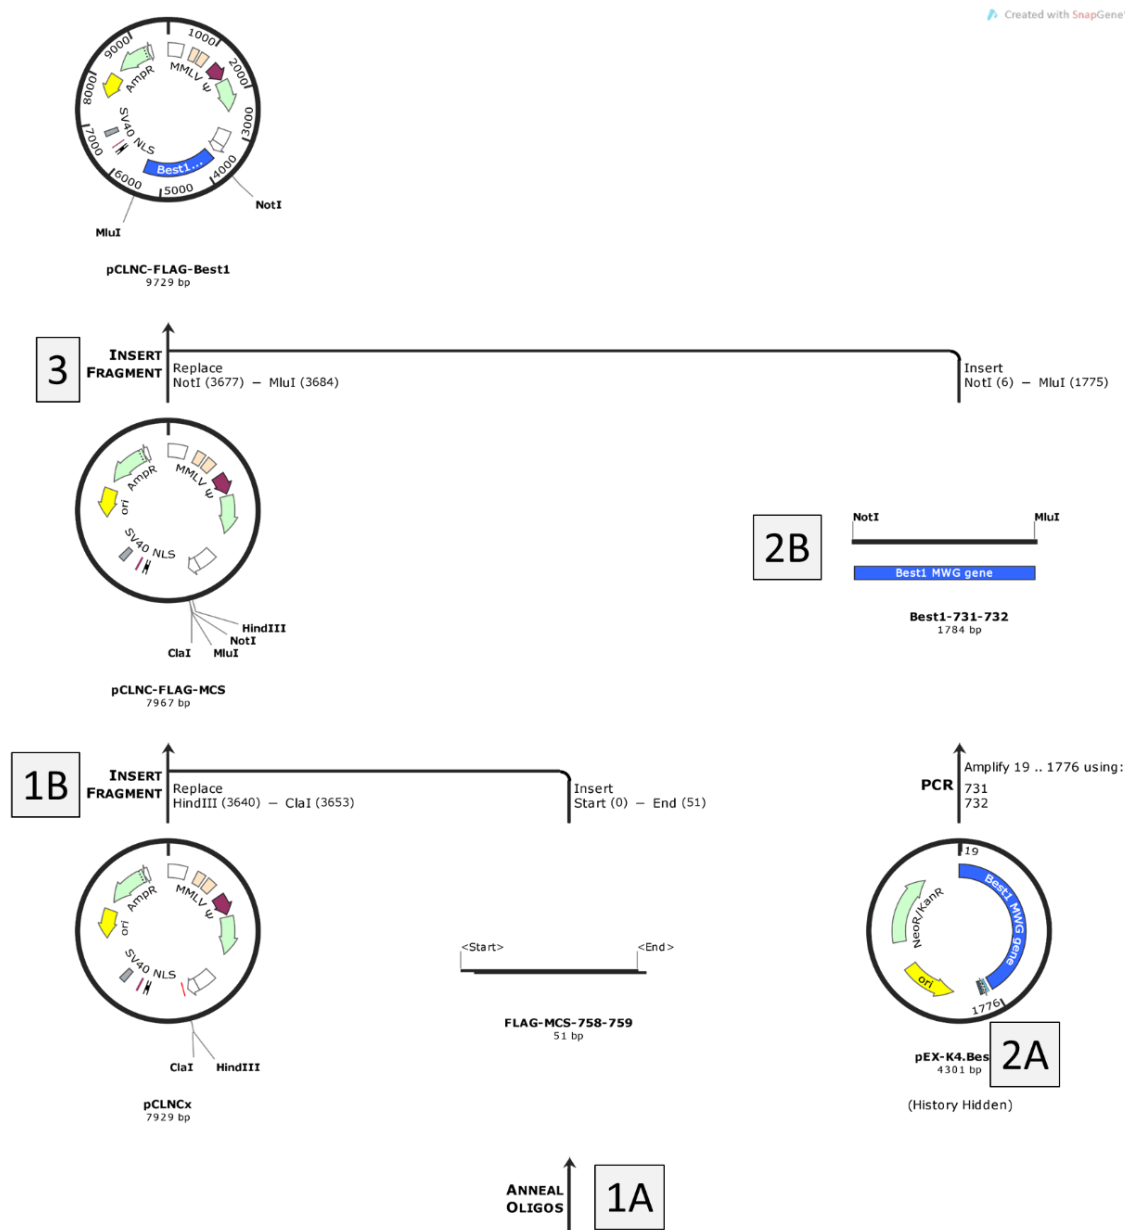 Created with SnapGene
9000
1000
8000
2000
7000
3000
6000
5000
4000
AmpR
MMLV Ψ
SV40 NLS
Best1...
NotI
MluI
pCLNC-FLAG-Best1
9729 bp
3
INSERT
FRAGMENT
Replace
NotI (3677) – MluI (3684)
Insert
NotI (6) – MluI (1775)
AmpR
MMLV Ψ
ori
SV40 NLS
HindIII
NotI
ClaI
MluI
pCLNC-FLAG-MCS
7967 bp
2B
NotI
MluI
Best1 MWG gene
Best1-731-732
1784 bp
1B
INSERT
FRAGMENT
Replace
HindIII (3640) – ClaI (3653)
Insert
Start (0) – End (51)
PCR
Amplify 19 .. 1776 using:
731
732
AmpR
MMLV Ψ
ori
SV40 NLS
ClaI
HindIII
pCLNCx
7929 bp
<Start>
<End>
FLAG-MCS-758-759
51 bp
19
Best1 MWG gene
NeoR/KanR
ori
1776
pEX-K4.Bes
4301 bp
2A
(History Hidden)
ANNEAL
OLIGOS
1A